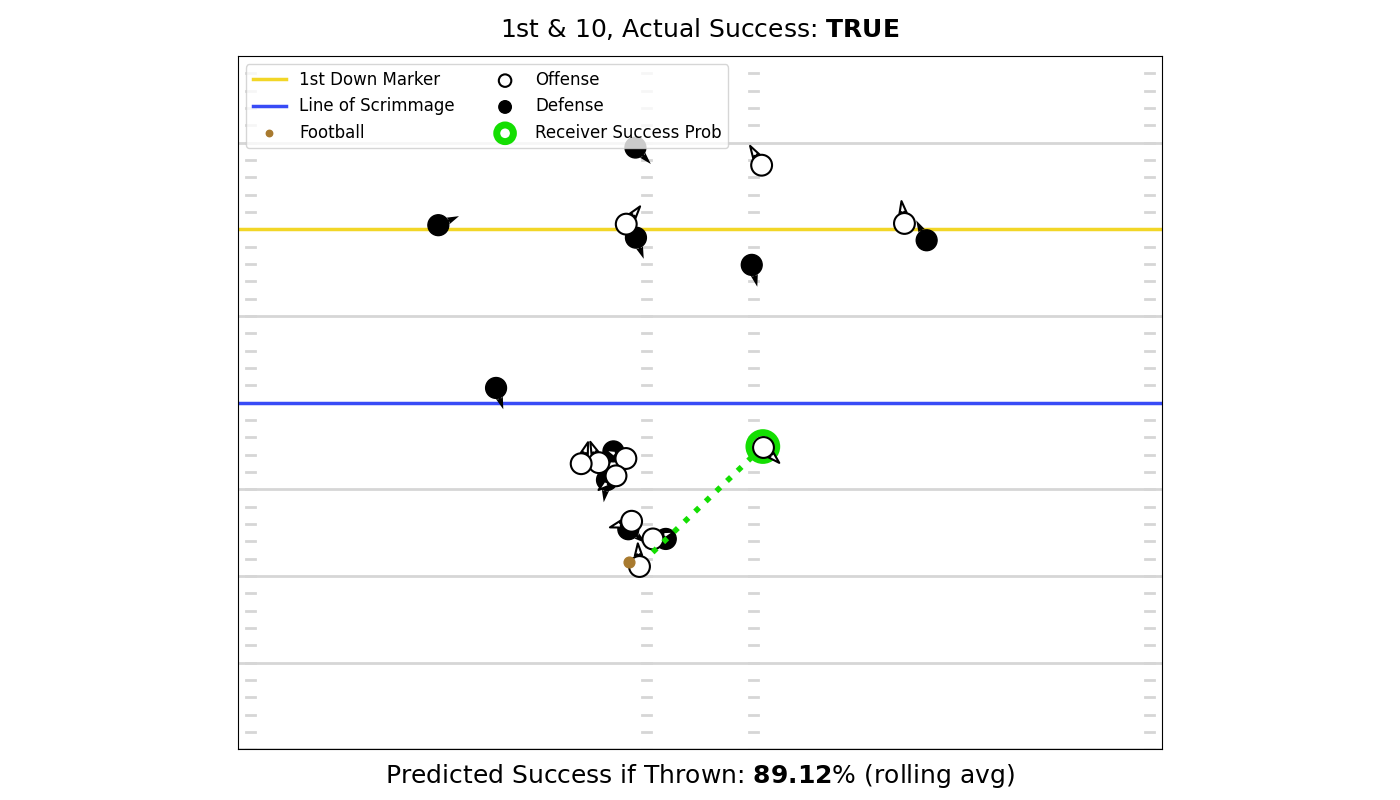 1st & 10, Actual Success: TRUE
1st Down Marker
Line of Scrimmage
Football
Offense
Defense
Receiver Success Prob
Predicted Success if Thrown: 89.12% (rolling avg)